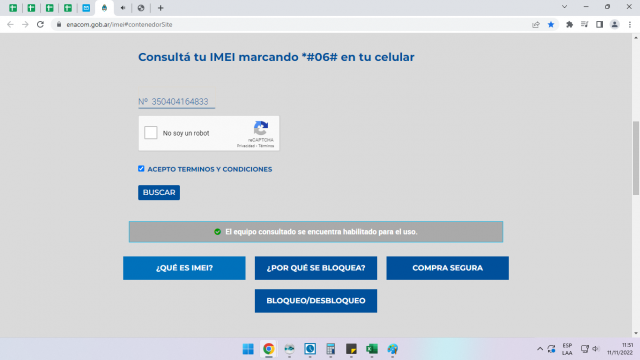 enacom.gob.ar/imei#contenedorSite
Consultá tu IMEI marcando *#06# en tu celular
Nº 350404164833
No soy un robot
reCAPTCHA
Privacidad - Términos
ACEPTO TERMINOS Y CONDICIONES
BUSCAR
El equipo consultado se encuentra habilitado para el uso.
¿QUÉ ES IMEI?
¿POR QUÉ SE BLOQUEA?
COMPRA SEGURA
BLOQUEO/DESBLOQUEO
ESP
LAA
11:51
11/11/2022